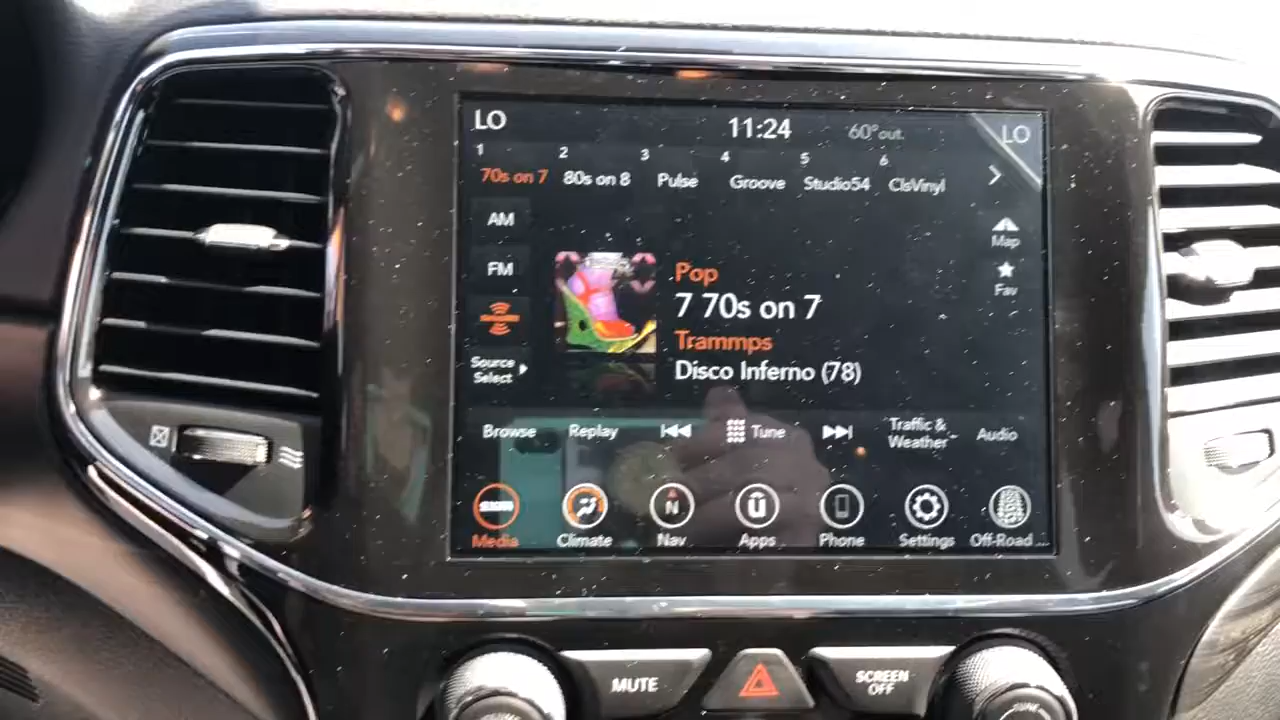 LO 11:24 60° out. LO
1 2 3 4 5 6
70s on 7 80s on 8 Pulse Groove Studio54 ClsVinyl
AM
Map
FM
Fav
Pop
7 70s on 7
Trammps
Disco Inferno (78)
Source
Select
Browse Replay Tune Traffic & Weather Audio
N
Media Climate Nav Apps Phone Settings Off-Road ...
MUTE SCREEN OFF